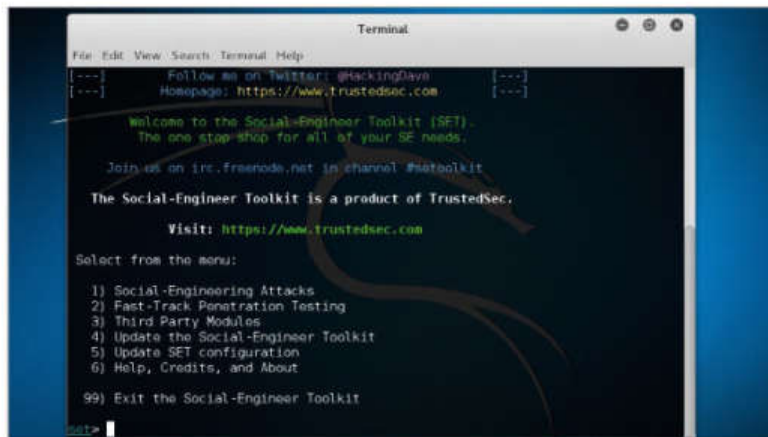 Terminal
File Edit View Search Terminal Help
[---] Follow me on Twitter: @HackingDave [---]
[---] Homepage: https://www.trustedsec.com [---]
Welcome to the Social-Engineer Toolkit (SET).
The one stop shop for all of your SE needs.
Join us on irc.freenode.net in channel #setoolkit
The Social-Engineer Toolkit is a product of TrustedSec.
Visit: https://www.trustedsec.com
Select from the menu:
1) Social-Engineering Attacks
2) Fast-Track Penetration Testing
3) Third Party Modules
4) Update the Social-Engineer Toolkit
5) Update SET configuration
6) Help, Credits, and About
99) Exit the Social-Engineer Toolkit
set>